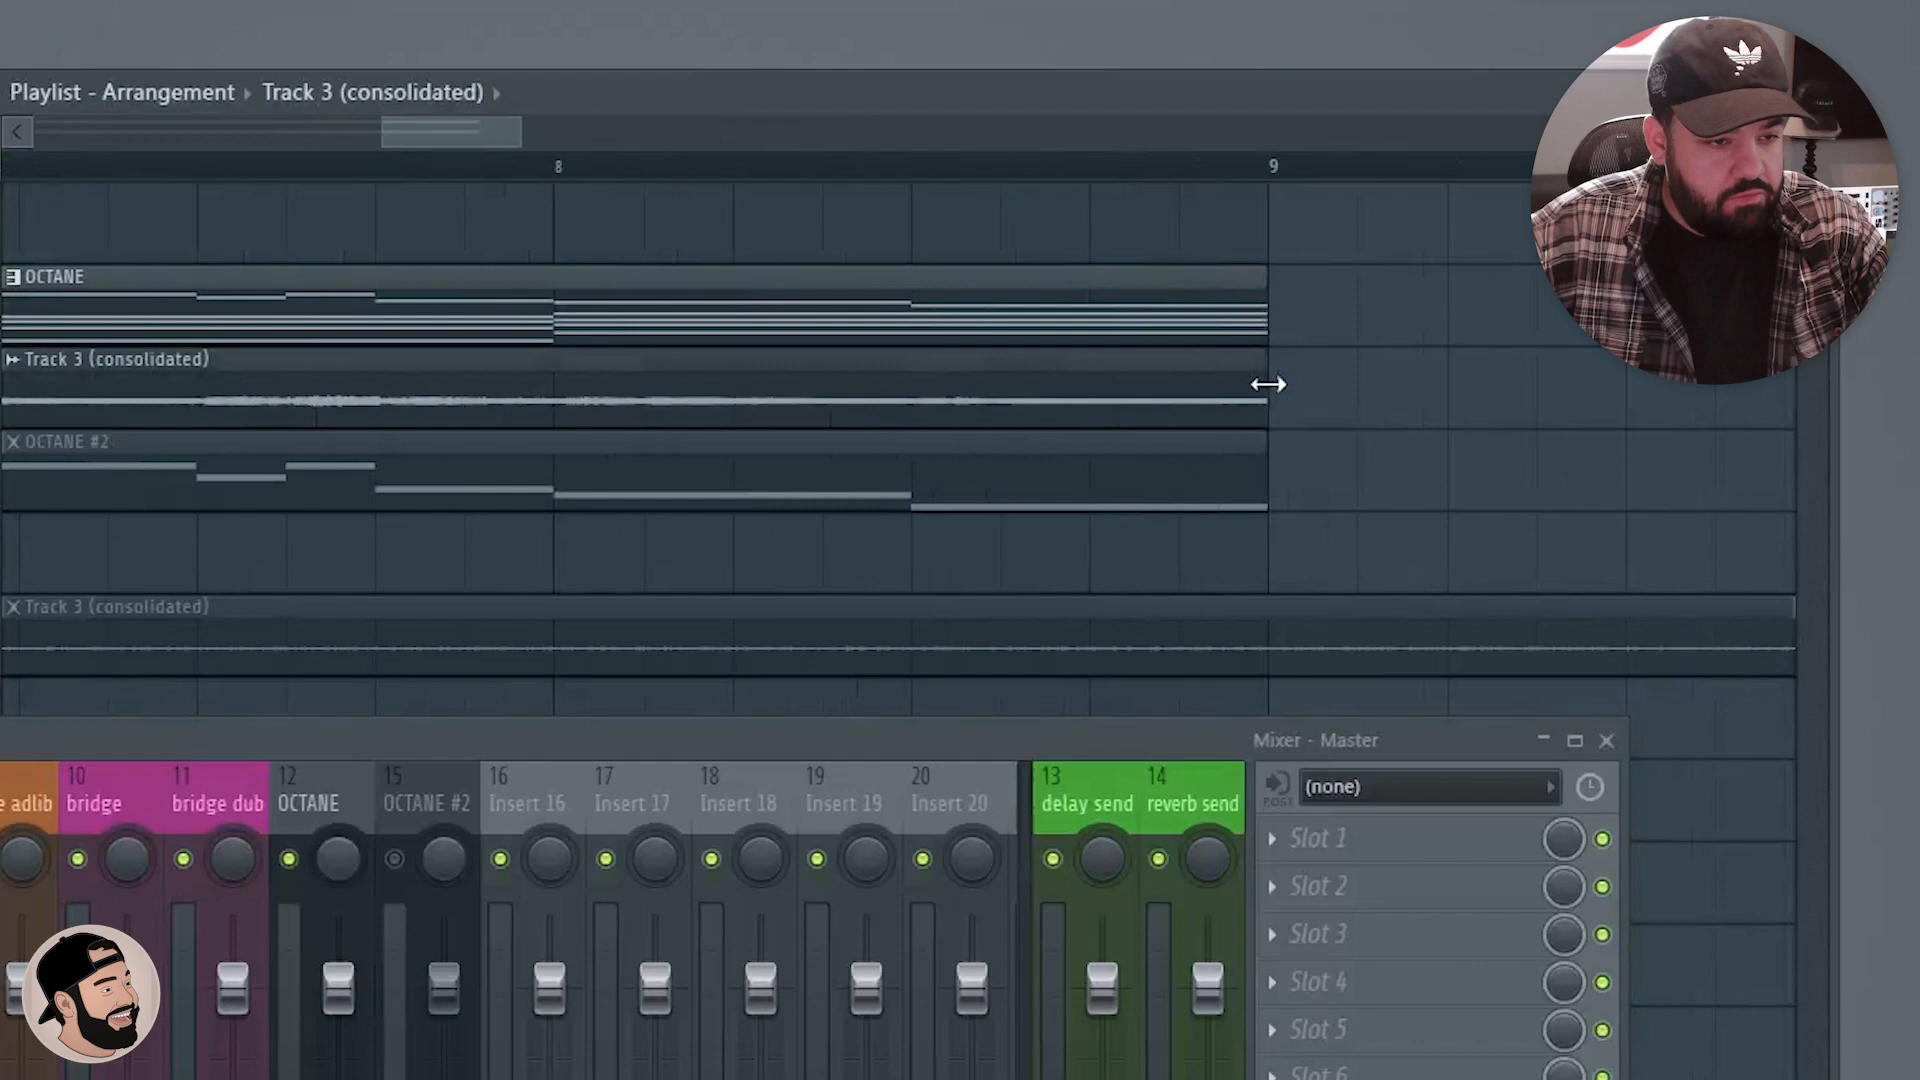 Playlist - Arrangement ▸ Track 3 (consolidated) ▸
8 9
OCTANE
Track 3 (consolidated)
OCTANE #2
Track 3 (consolidated)
Mixer - Master
10 11 12 15 16 17 18 19 20 13 14
e adlib bridge bridge dub OCTANE OCTANE #2 Insert 16 Insert 17 Insert 18 Insert 19 Insert 20 delay send reverb send
POST (none)
Slot 1
Slot 2
Slot 3
Slot 4
Slot 5
Slot 6